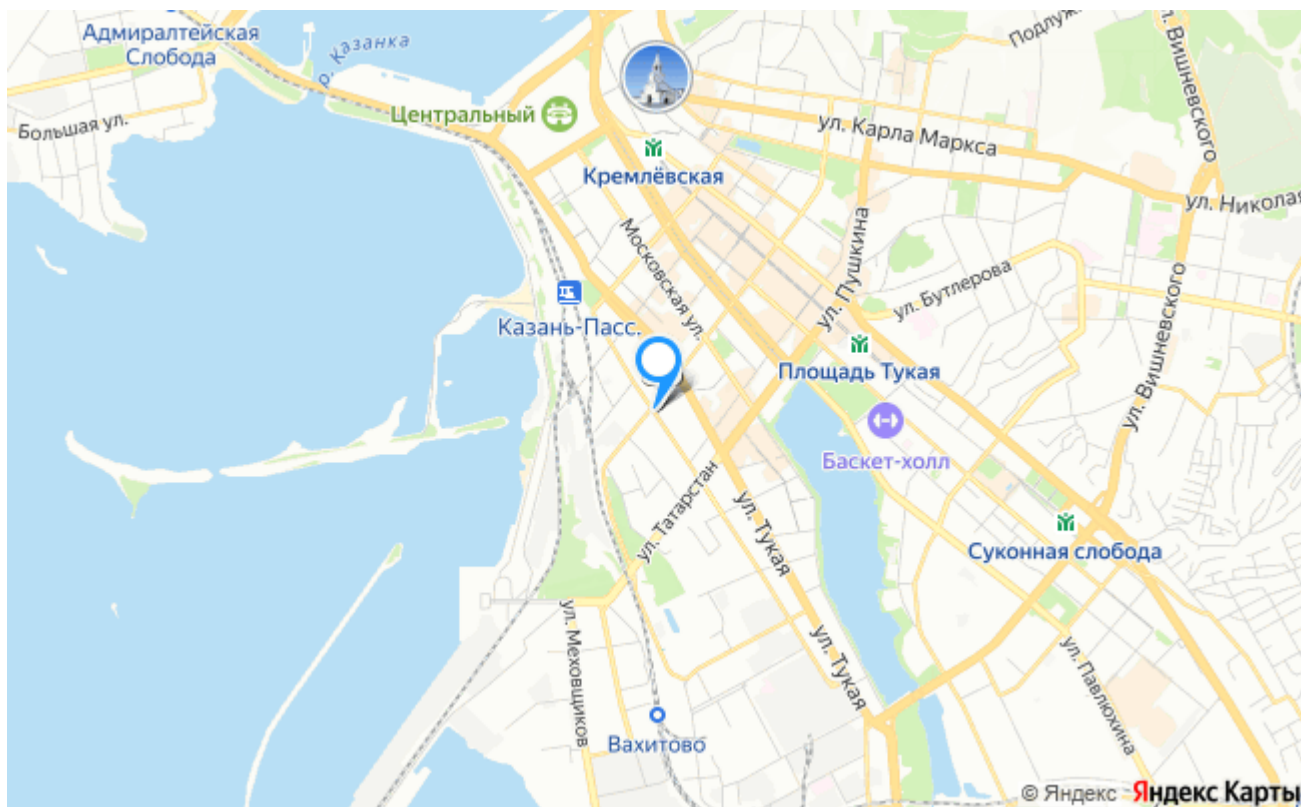 Адмиралтейская
Слобода
р. Казанка
Подлужн
ул. Вишневского
Большая ул.
Центральный
ул. Карла Маркса
Кремлёвская
ул. Николая
Московская ул.
ул. Пушкина
ул. Бутлерова
Казань-Пасс.
Площадь Тукая
ул. Вишневского
Баскет-холл
ул. Татарстан
ул. Тукая
Суконная слобода
ул. Меховщиков
ул. Тукая
ул. Павлюхина
Вахитово
© Яндекс Яндекс Карты